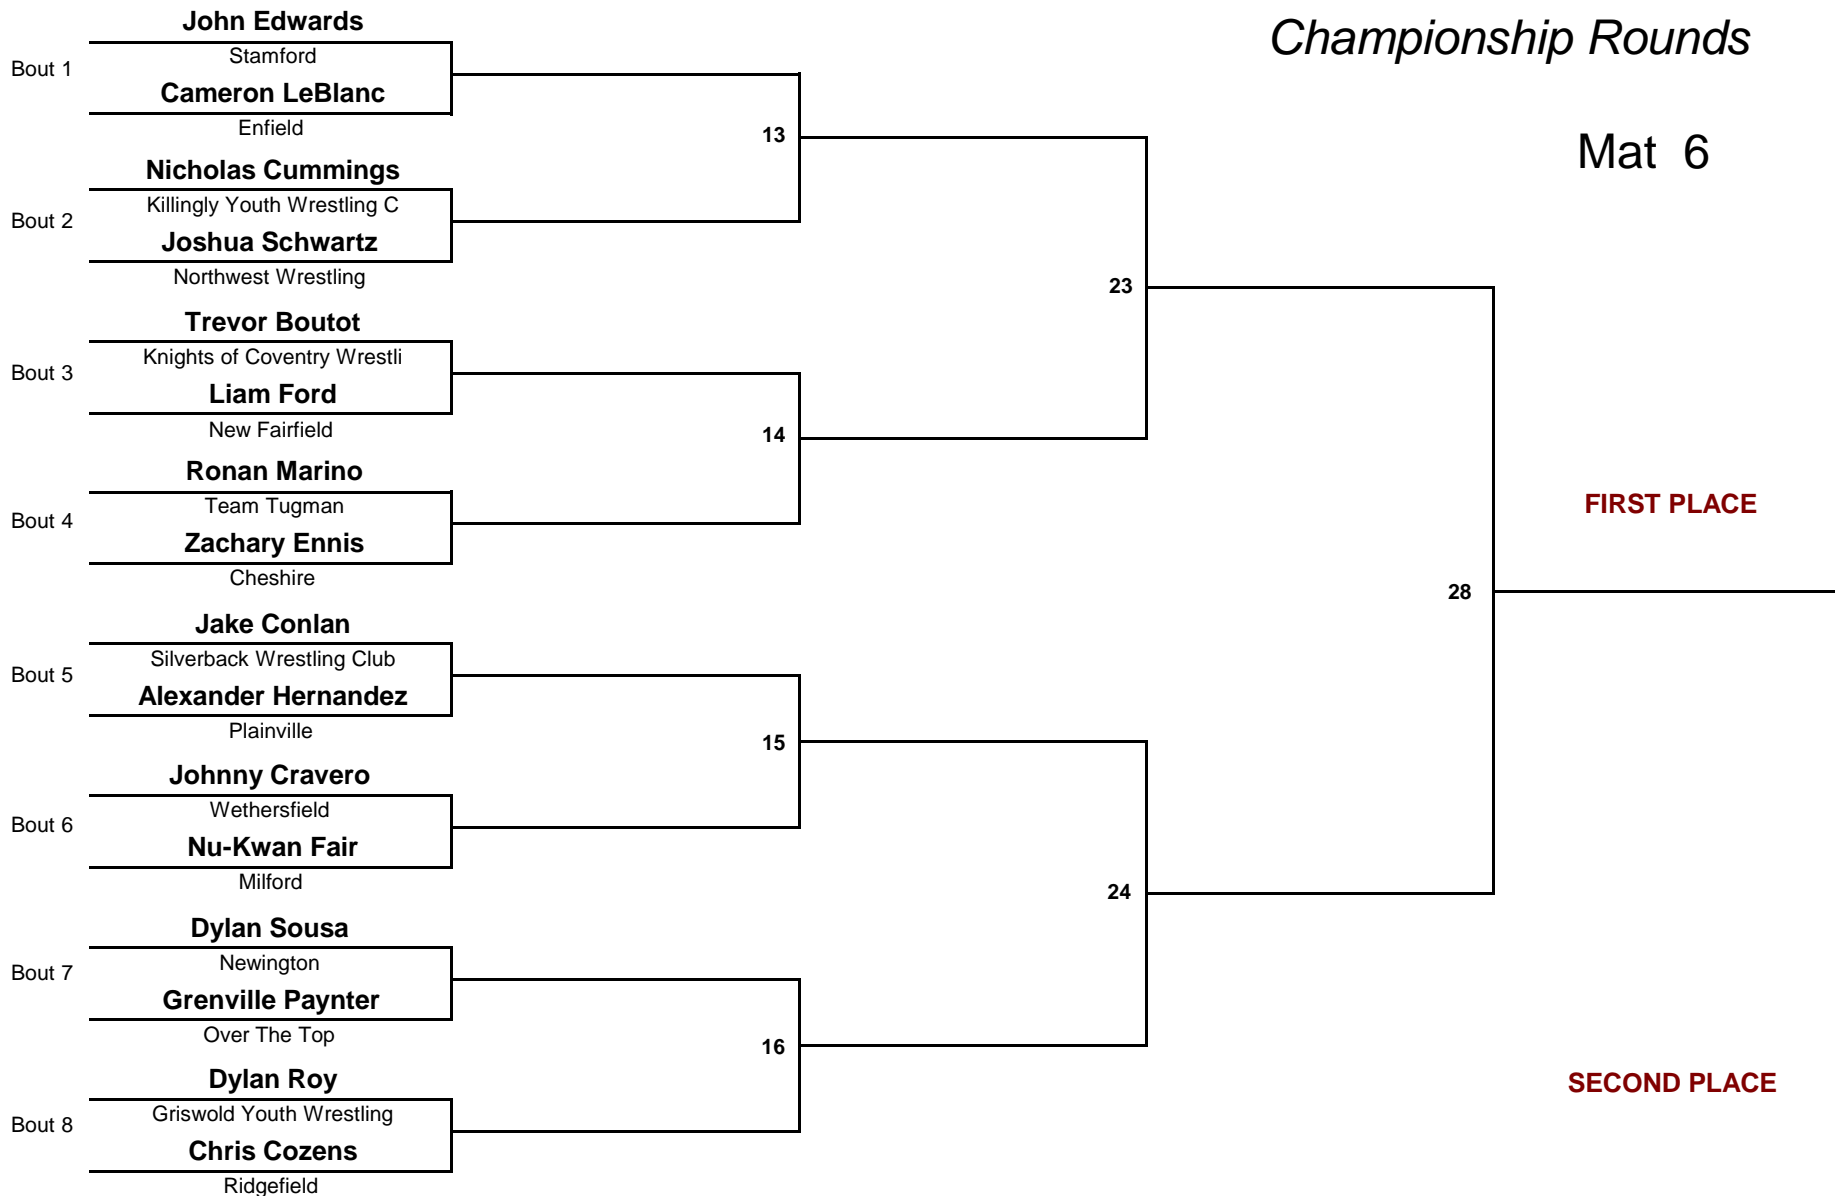 John Edwards
Championship Rounds
Stamford
Bout 1
Cameron LeBlanc
Enfield
13
Mat 6
Nicholas Cummings
Killingly Youth Wrestling C
Bout 2
Joshua Schwartz
Northwest Wrestling
23
Trevor Boutot
Knights of Coventry Wrestli
Bout 3
Liam Ford
New Fairfield
14
Ronan Marino
Team Tugman
FIRST PLACE
Bout 4
Zachary Ennis
Cheshire
28
Jake Conlan
Silverback Wrestling Club
Bout 5
Alexander Hernandez
Plainville
15
Johnny Cravero
Wethersfield
Bout 6
Nu-Kwan Fair
Milford
24
Dylan Sousa
Newington
Bout 7
Grenville Paynter
Over The Top
16
Dylan Roy
SECOND PLACE
Griswold Youth Wrestling
Bout 8
Chris Cozens
Ridgefield